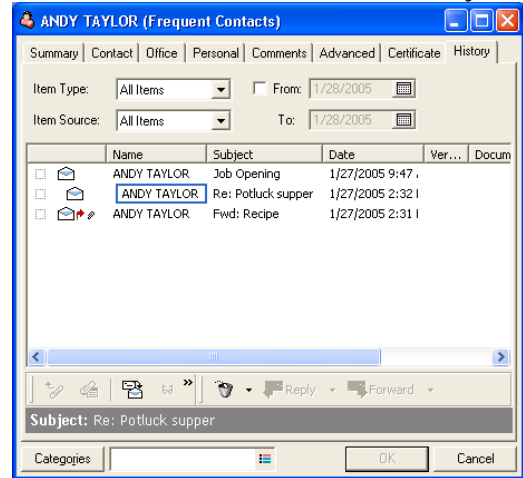 ANDY TAYLOR (Frequent Contacts)
Summary Contact Office Personal Comments Advanced Certificate History
Item Type: All Items From: 1/28/2005
Item Source: All Items To: 1/28/2005
Name Subject Date Ver... Docum
ANDY TAYLOR Job Opening 1/27/2005 9:47
ANDY TAYLOR Re: Potluck supper 1/27/2005 2:32
ANDY TAYLOR Fwd: Recipe 1/27/2005 2:31
» Reply Forward
Subject: Re: Potluck supper
Categories OK Cancel